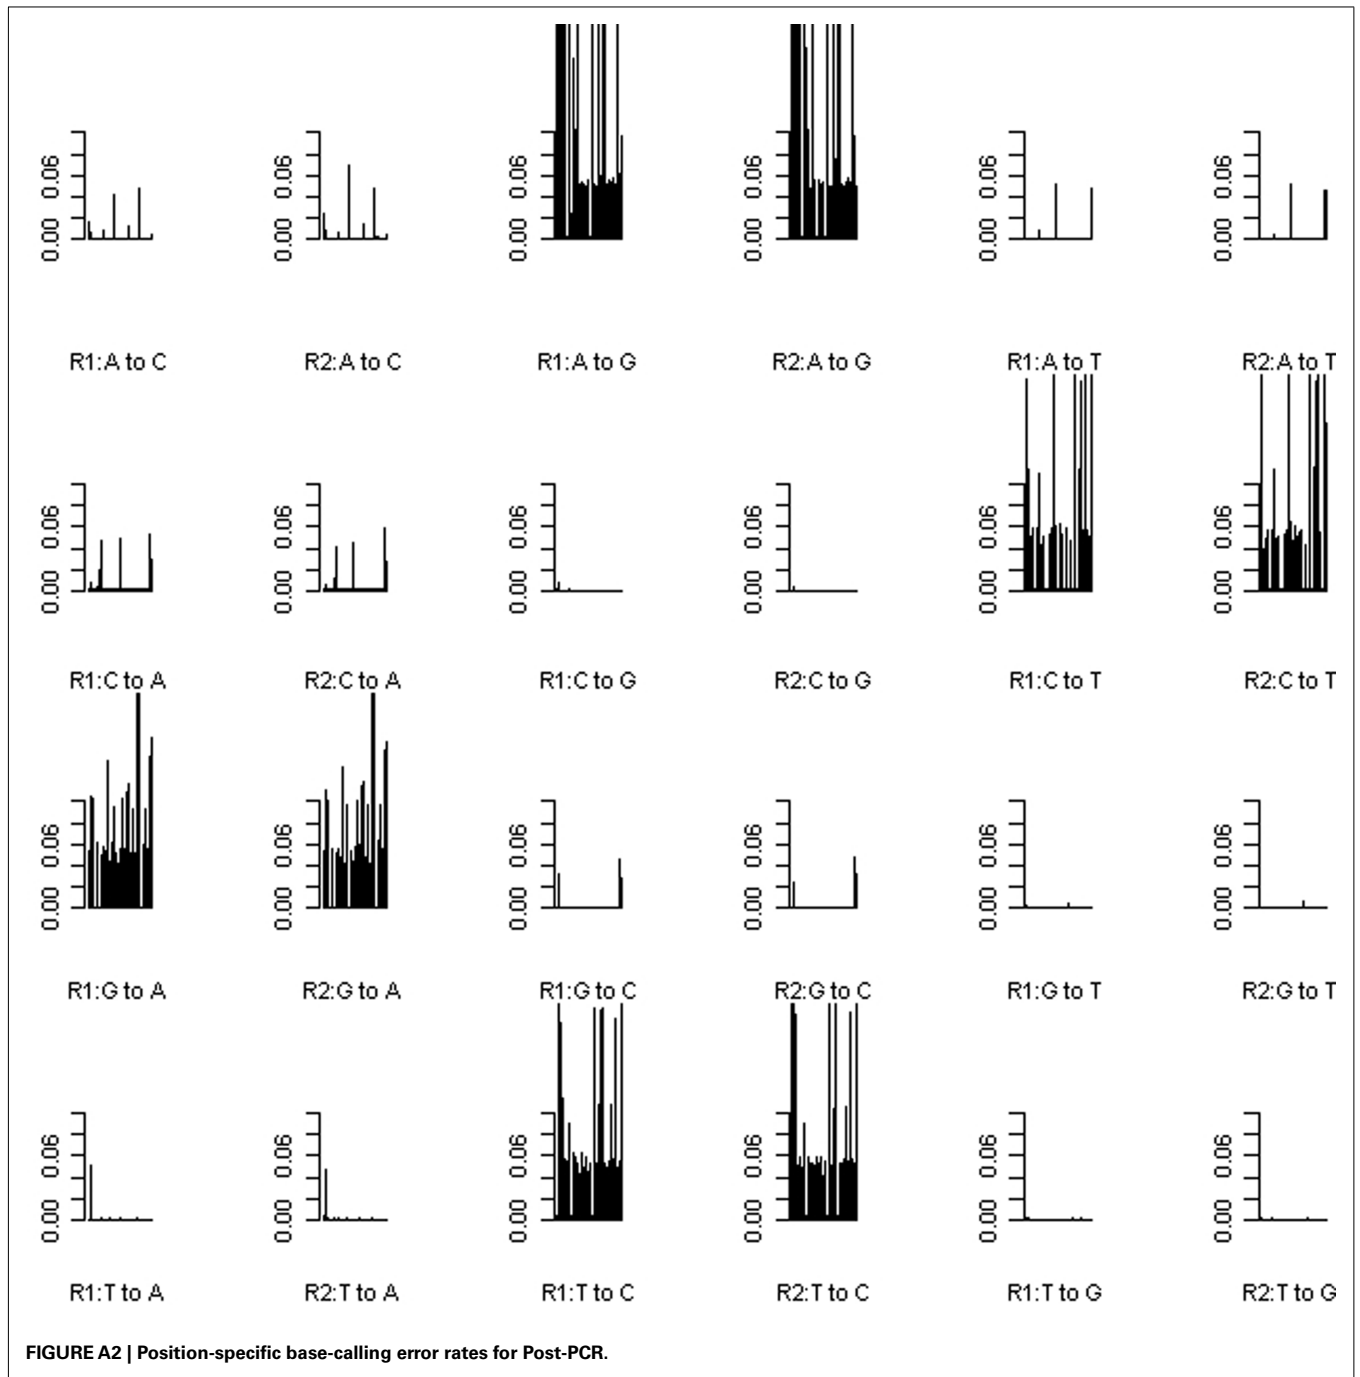 0.00 0.06 0.00 0.06 0.00 0.06 0.00 0.06 0.00 0.06 0.00 0.06
R1:A to C R2:A to C R1:A to G R2:A to G R1:A to T R2:A to T
0.00 0.06 0.00 0.06 0.00 0.06 0.00 0.06 0.00 0.06 0.00 0.06
R1:C to A R2:C to A R1:C to G R2:C to G R1:C to T R2:C to T
0.00 0.06 0.00 0.06 0.00 0.06 0.00 0.06 0.00 0.06 0.00 0.06
R1:G to A R2:G to A R1:G to C R2:G to C R1:G to T R2:G to T
0.00 0.06 0.00 0.06 0.00 0.06 0.00 0.06 0.00 0.06 0.00 0.06
R1:T to A R2:T to A R1:T to C R2:T to C R1:T to G R2:T to G
FIGURE A2 | Position-specific base-calling error rates for Post-PCR.